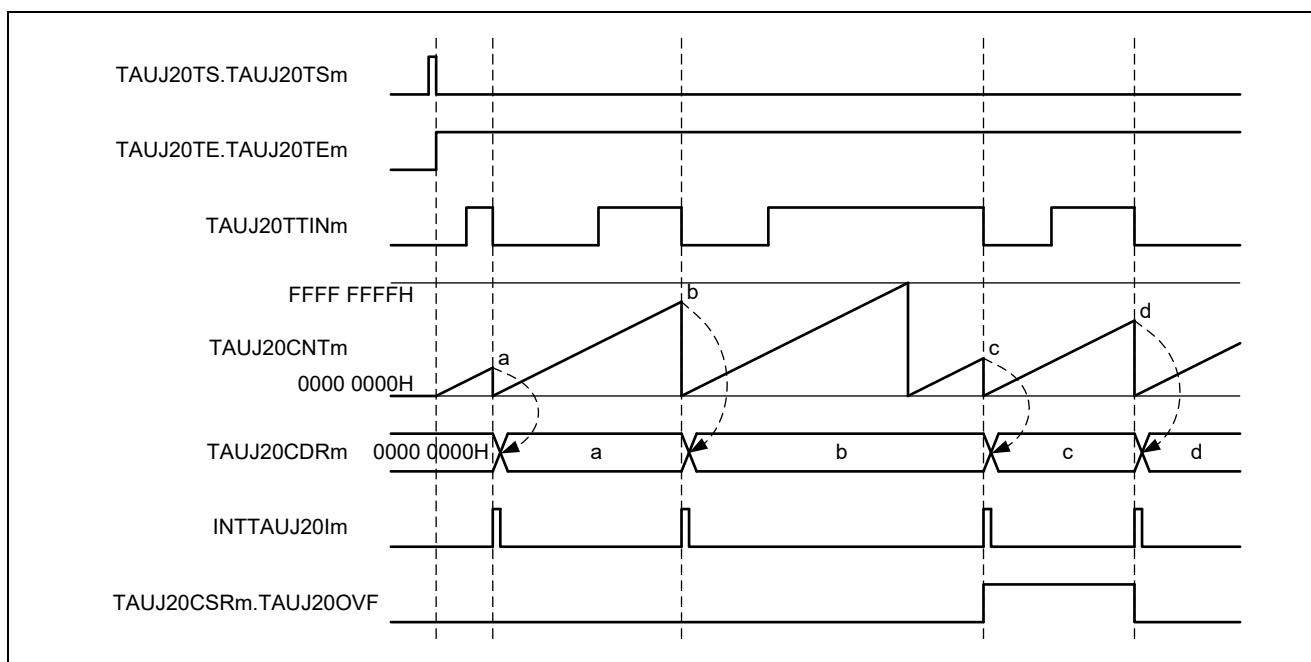 TAUJ20TS.TAUJ20TSm
TAUJ20TE.TAUJ20TEm
TAUJ20TTINm
FFFF FFFFH
b
d
TAUJ20CNTm
a
c
0000 0000H
TAUJ20CDRm 0000 0000H a b c d
INTTAUJ20Im
TAUJ20CSRm.TAUJ20OVF